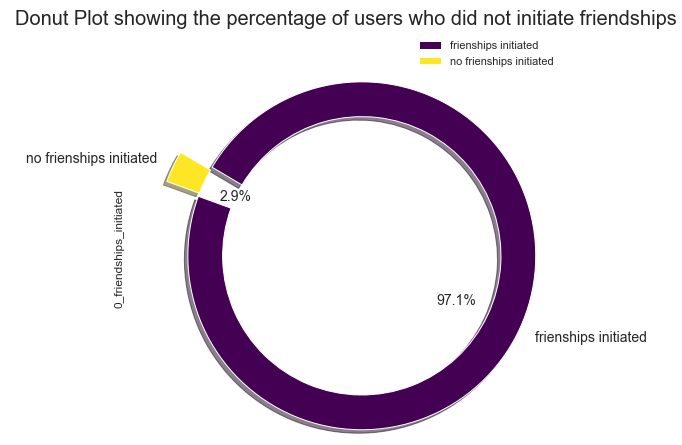 Donut Plot showing the percentage of users who did not initiate friendships
frienships initiated
no frienships initiated
no frienships initiated
2.9%
0_friendships_initiated
97.1%
frienships initiated